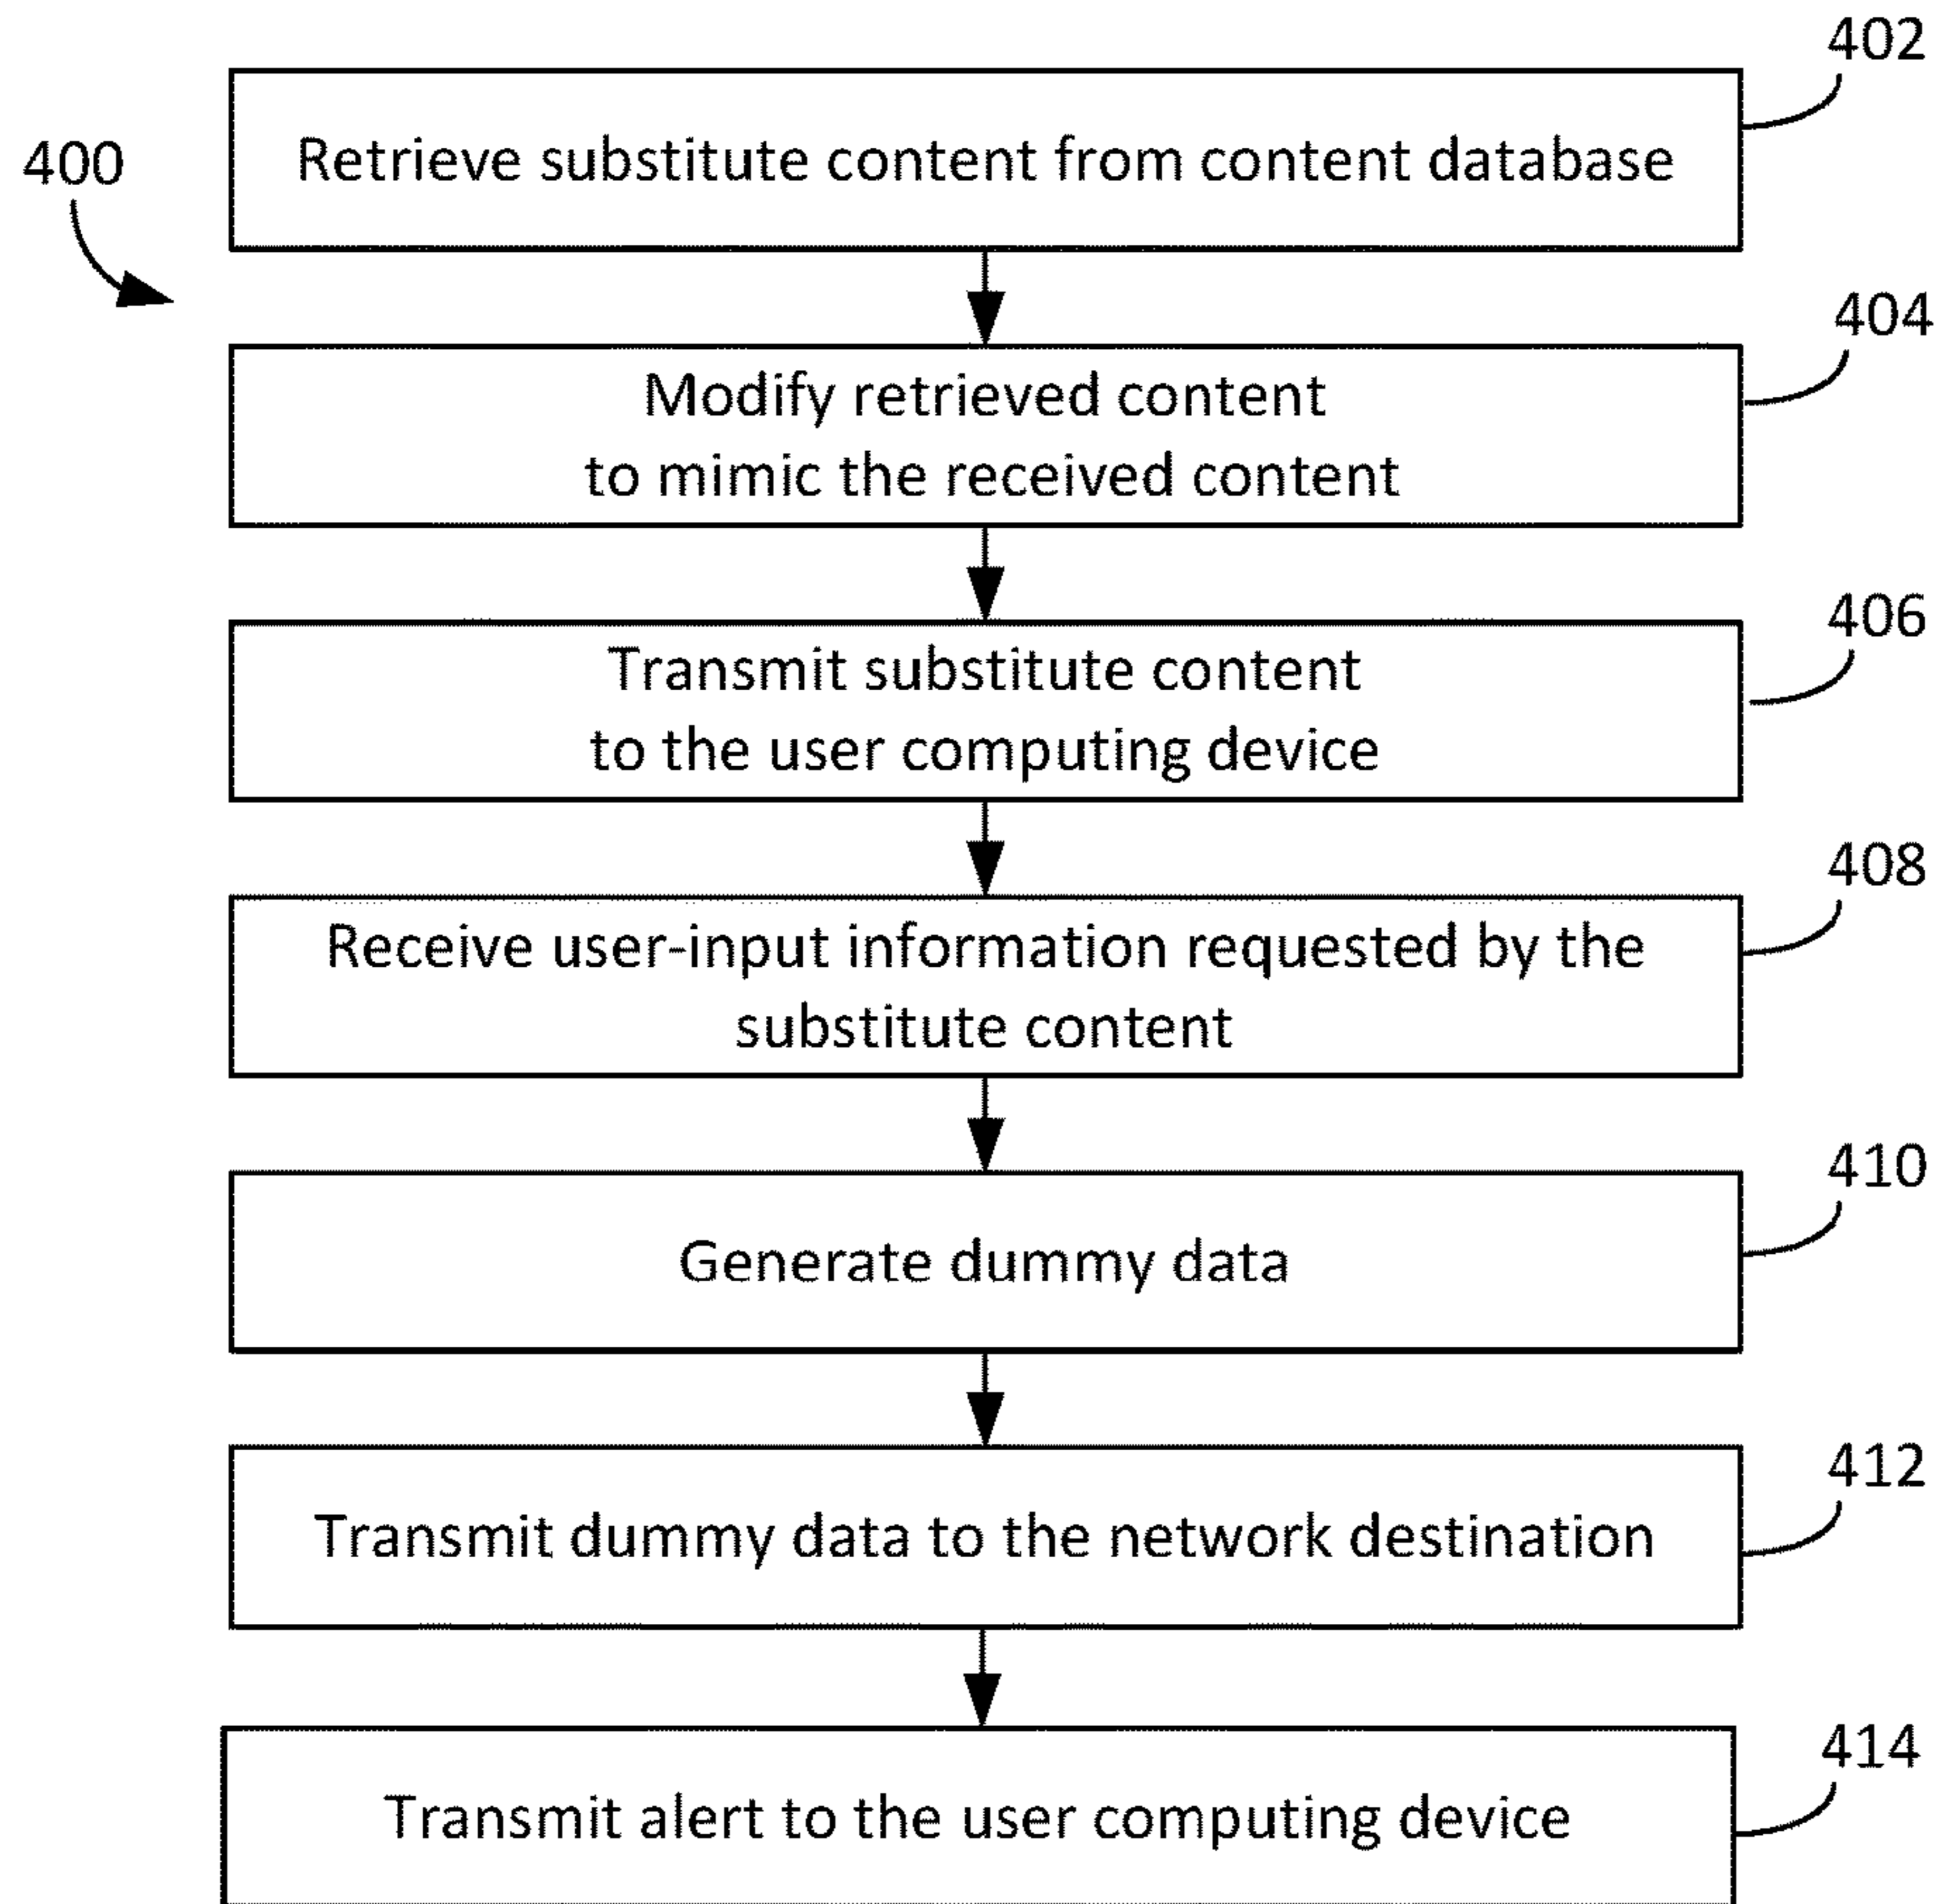 402
Retrieve substitute content from content database
400
404
Modify retrieved content
to mimic the received content
406
Transmit substitute content
to the user computing device
408
Receive user-input information requested by the
substitute content
410
Generate dummy data
412
Transmit dummy data to the network destination
414
Transmit alert to the user computing device